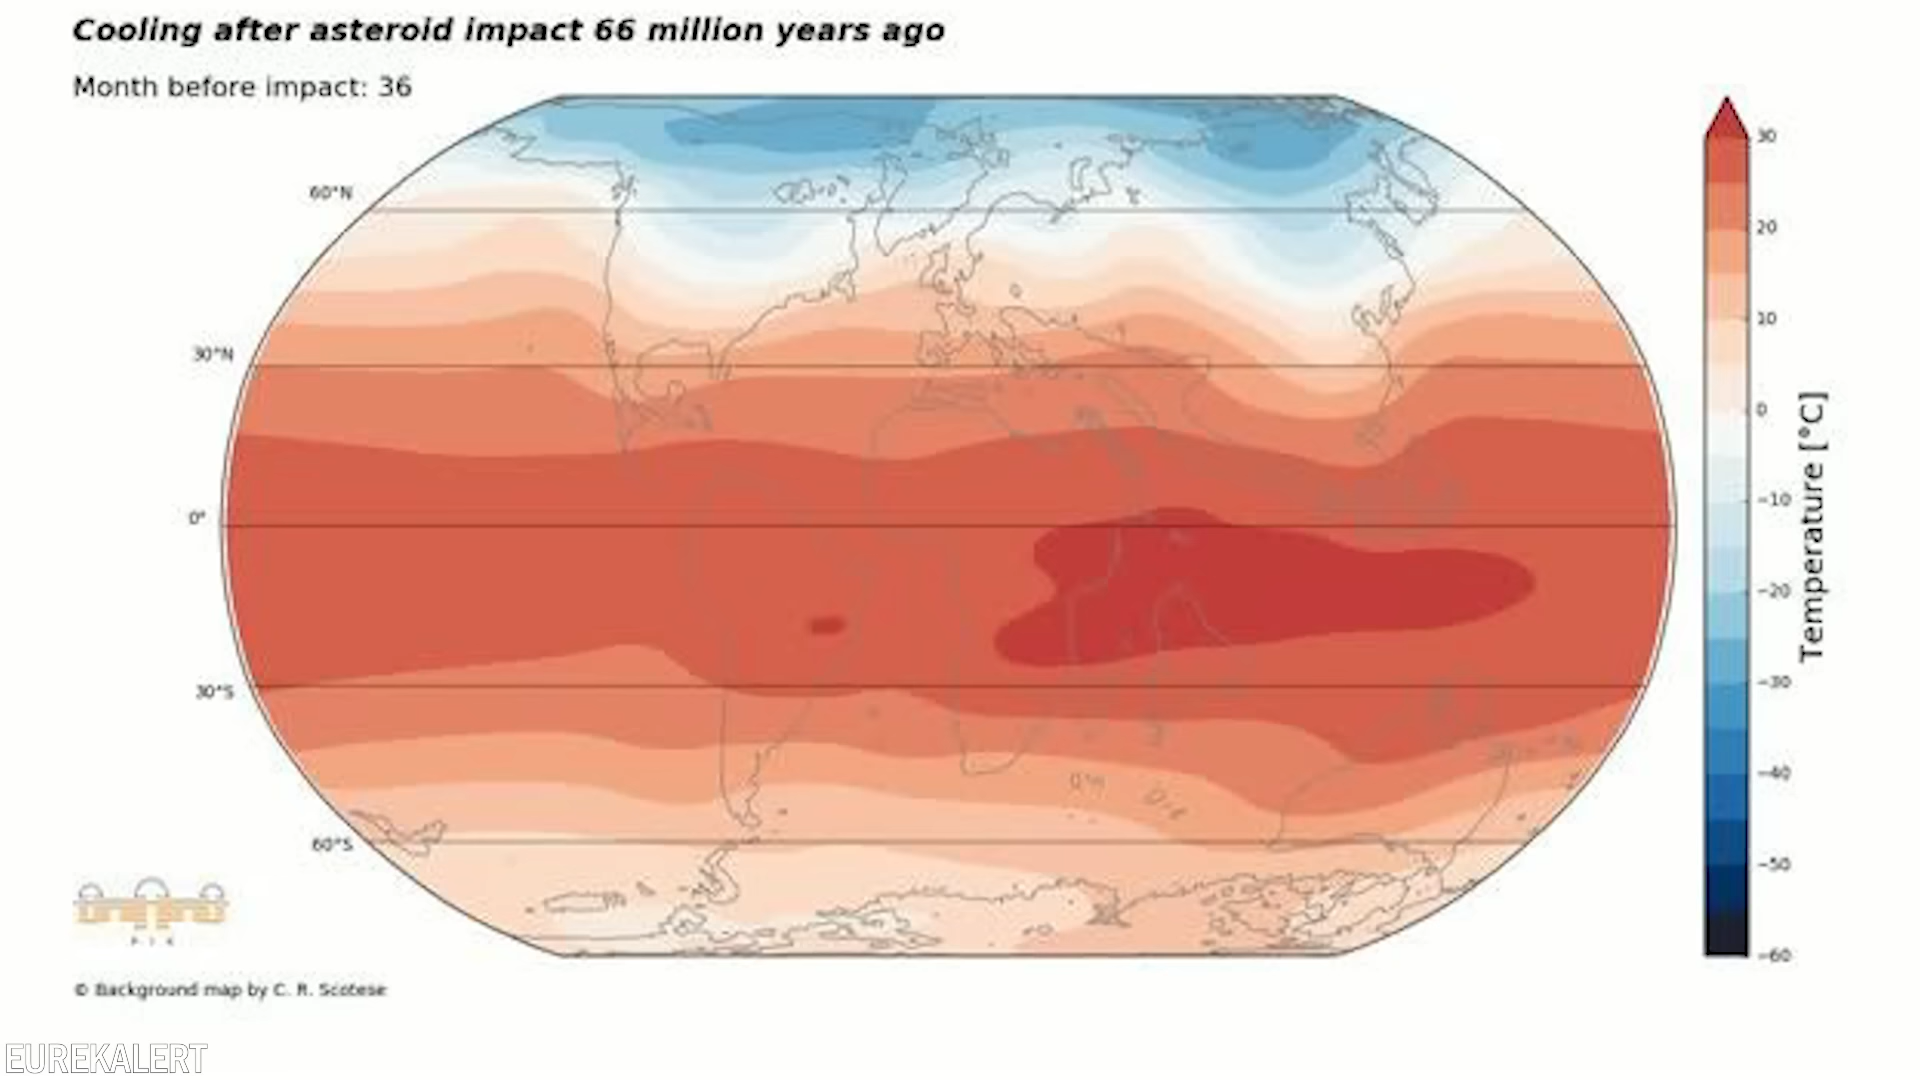 Cooling after asteroid impact 66 million years ago
Month before impact: 36
60°N
30°N
0°
30°S
60°S
30
20
10
0
−10
−20
−30
−40
−50
−60
Temperature [°C]
P I K
© Background map by C. R. Scotese
EUREKALERT